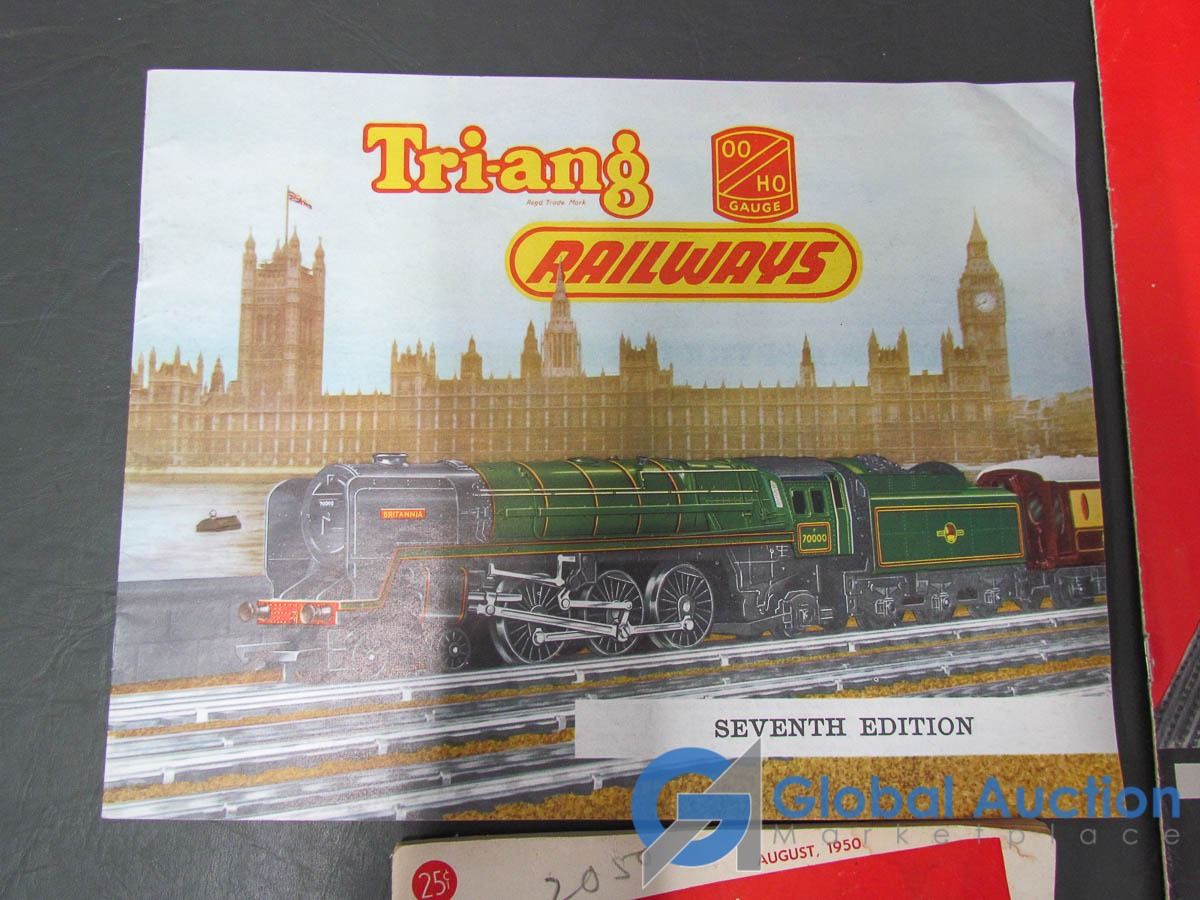 Tri-ang
Regd. Trade Mark
OO
HO
GAUGE
RAILWAYS
BRITANNIA
70000
SEVENTH EDITION
Global Auction
Marketplace
AUGUST, 1950
25¢